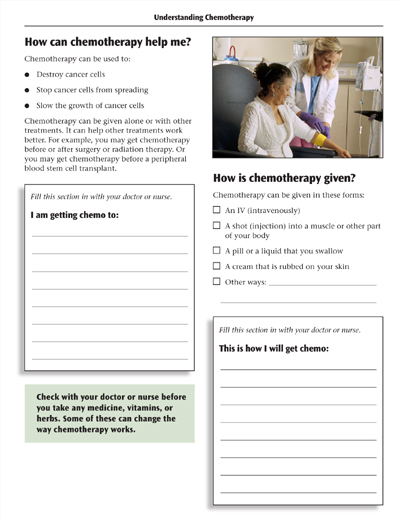 Understanding Chemotherapy
How can chemotherapy help me?
Chemotherapy can be used to:
● Destroy cancer cells
● Stop cancer cells from spreading
● Slow the growth of cancer cells
Chemotherapy can be given alone or with other
treatments. It can help other treatments work
better. For example, you may get chemotherapy
before or after surgery or radiation therapy. Or
you may get chemotherapy before a peripheral
blood stem cell transplant.
Fill this section in with your doctor or nurse.
I am getting chemo to:
Check with your doctor or nurse before
you take any medicine, vitamins, or
herbs. Some of these can change the
way chemotherapy works.
How is chemotherapy given?
Chemotherapy can be given in these forms:
☐ An IV (intravenously)
☐ A shot (injection) into a muscle or other part
of your body
☐ A pill or a liquid that you swallow
☐ A cream that is rubbed on your skin
☐ Other ways:
Fill this section in with your doctor or nurse.
This is how I will get chemo: